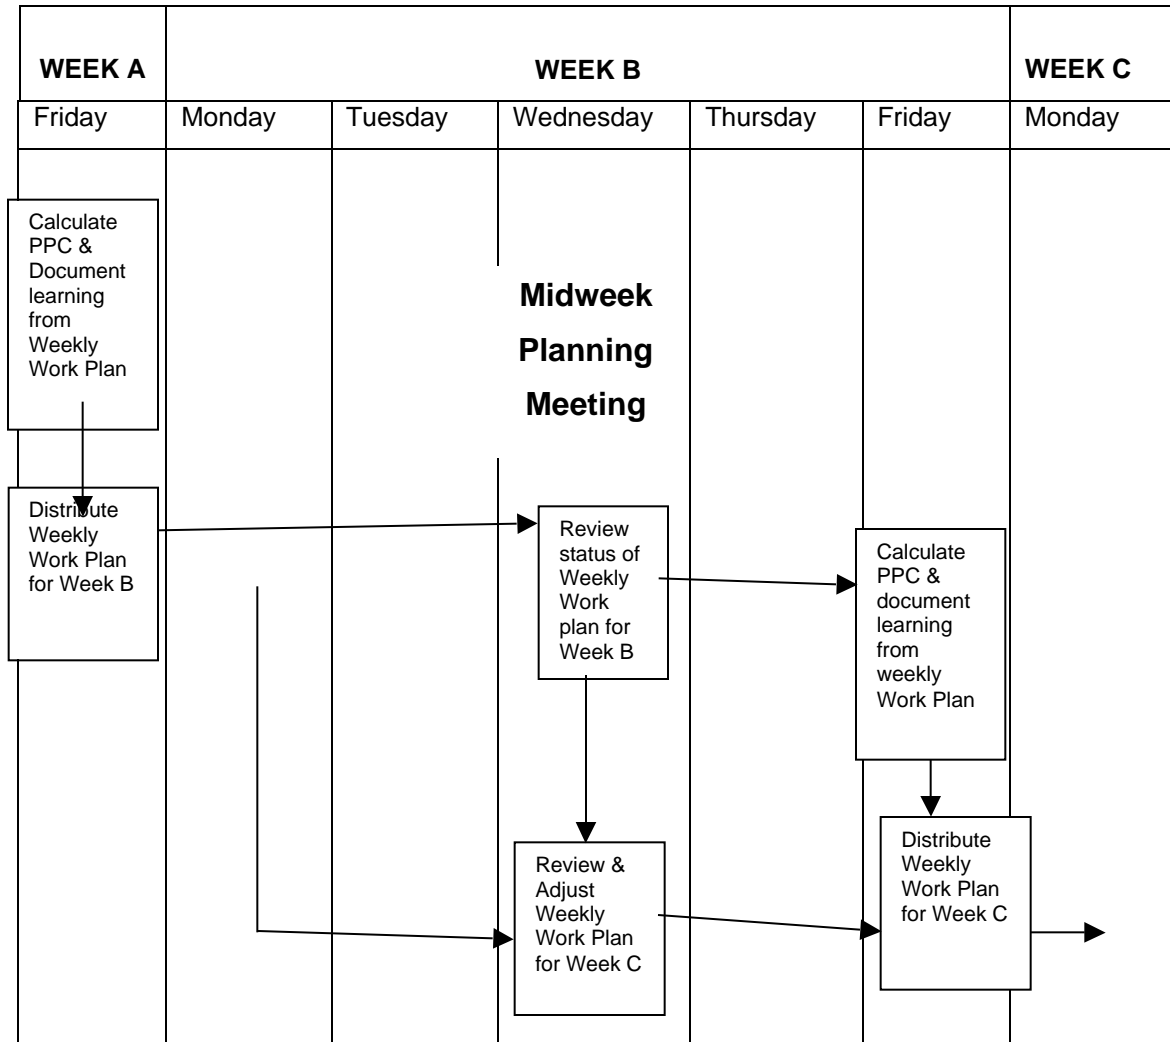 WEEK A
WEEK B
WEEK C
Friday
Monday
Tuesday
Wednesday
Thursday
Friday
Monday
Calculate
PPC &
Document
learning
from
Weekly
Work Plan
Midweek
Planning
Meeting
Distribute
Weekly
Work Plan
for Week B
Review
status of
Weekly
Work
plan for
Week B
Calculate
PPC &
document
learning
from
weekly
Work Plan
Review &
Adjust
Weekly
Work Plan
for Week C
Distribute
Weekly
Work Plan
for Week C